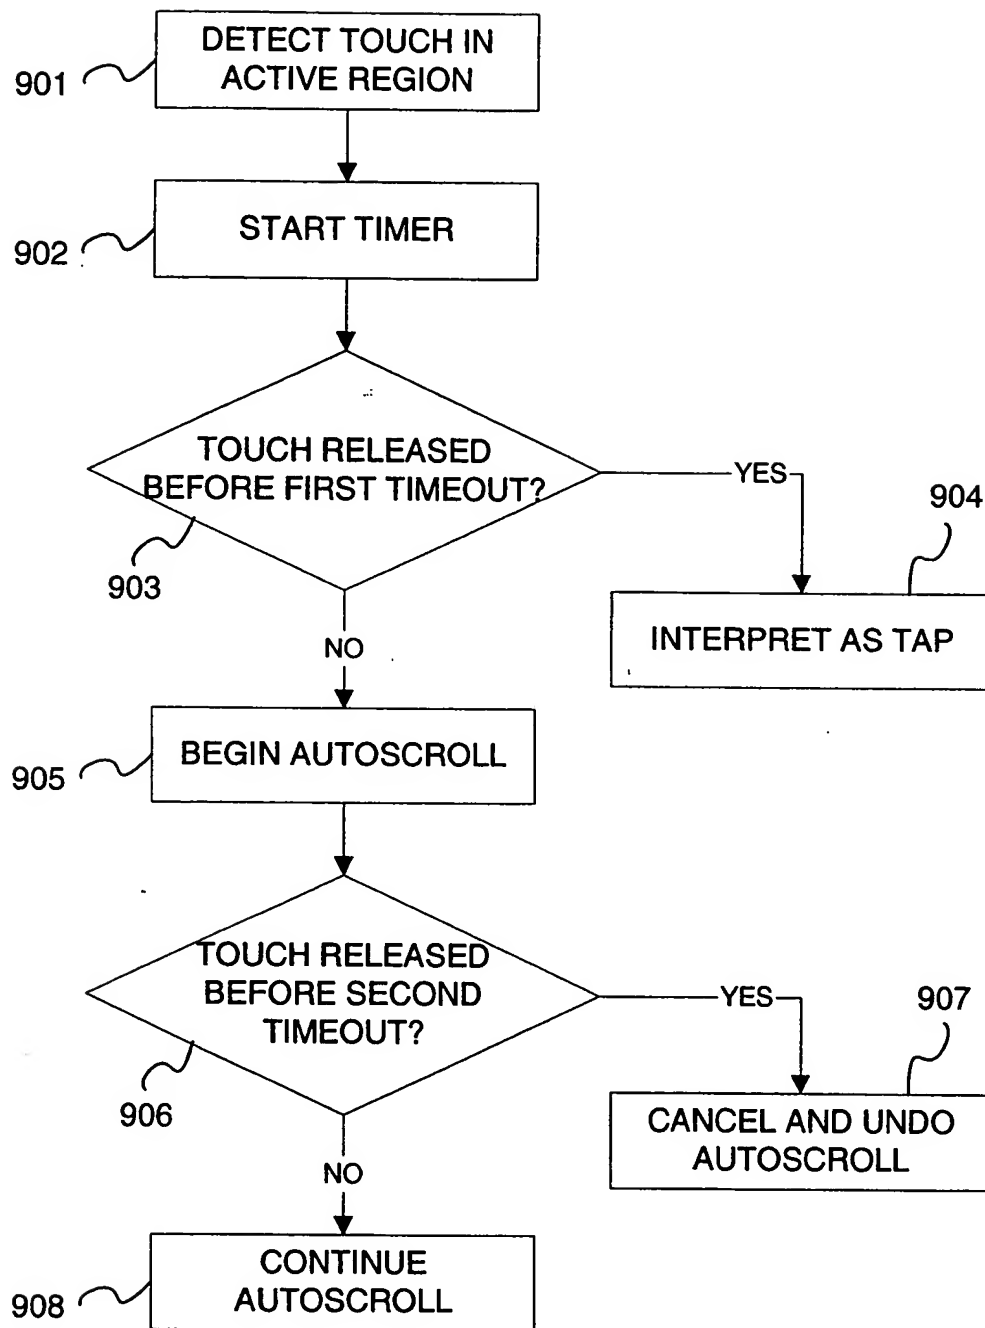 DETECT TOUCH IN
ACTIVE REGION
901
START TIMER
902
TOUCH RELEASED
BEFORE FIRST TIMEOUT?
YES
903
904
NO
INTERPRET AS TAP
BEGIN AUTOSCROLL
905
TOUCH RELEASED
BEFORE SECOND
TIMEOUT?
YES
907
906
CANCEL AND UNDO
AUTOSCROLL
NO
CONTINUE
AUTOSCROLL
908